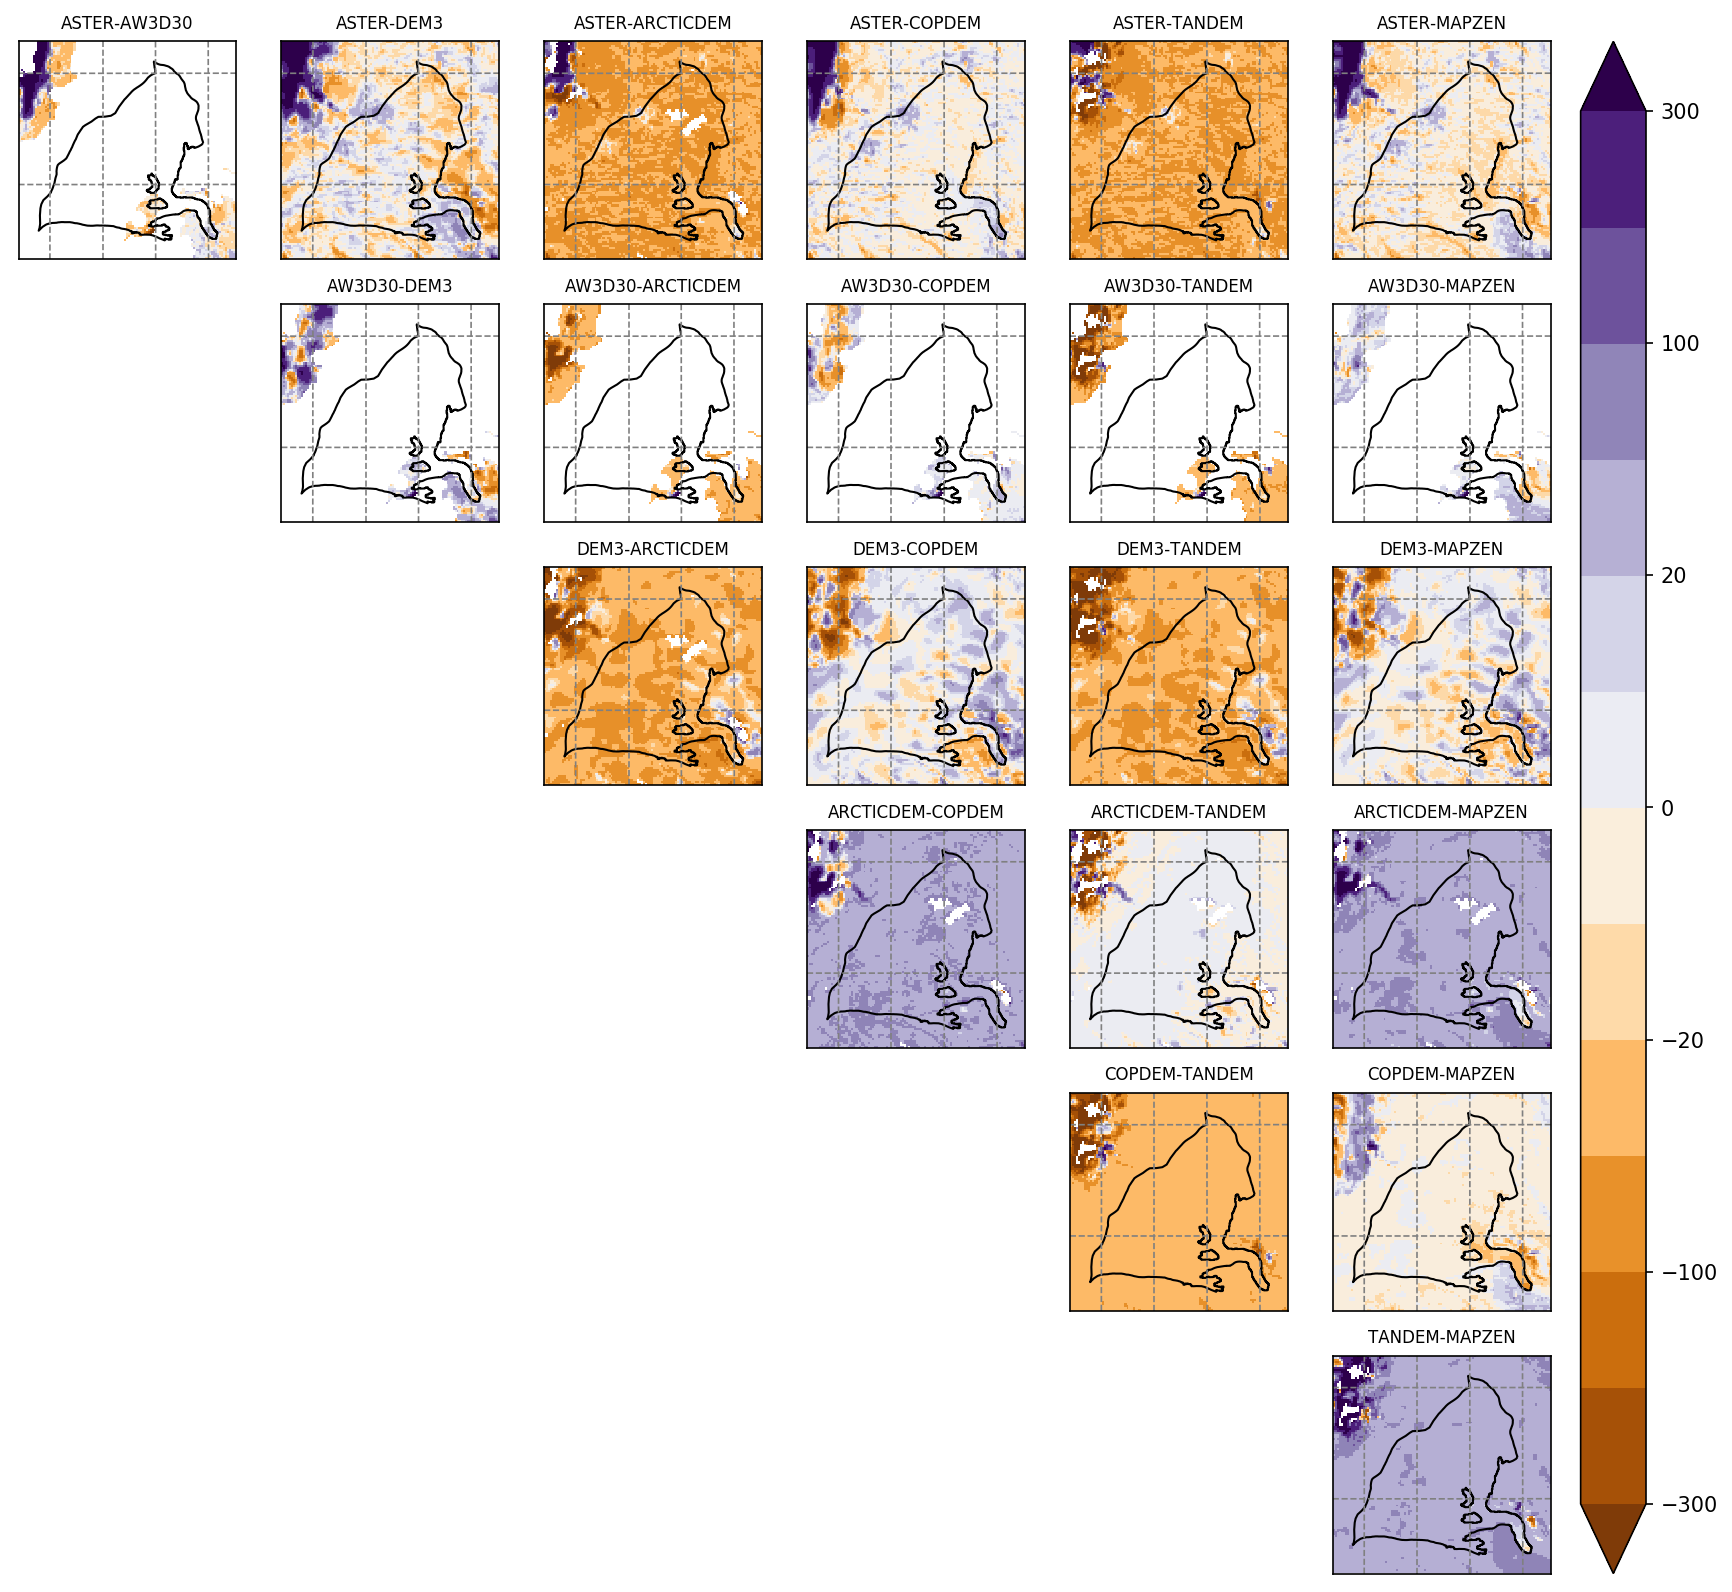 ASTER-AW3D30
ASTER-DEM3
ASTER-ARCTICDEM
ASTER-COPDEM
ASTER-TANDEM
ASTER-MAPZEN
AW3D30-DEM3
AW3D30-ARCTICDEM
AW3D30-COPDEM
AW3D30-TANDEM
AW3D30-MAPZEN
DEM3-ARCTICDEM
DEM3-COPDEM
DEM3-TANDEM
DEM3-MAPZEN
ARCTICDEM-COPDEM
ARCTICDEM-TANDEM
ARCTICDEM-MAPZEN
COPDEM-TANDEM
COPDEM-MAPZEN
TANDEM-MAPZEN
300
100
20
0
−20
−100
−300